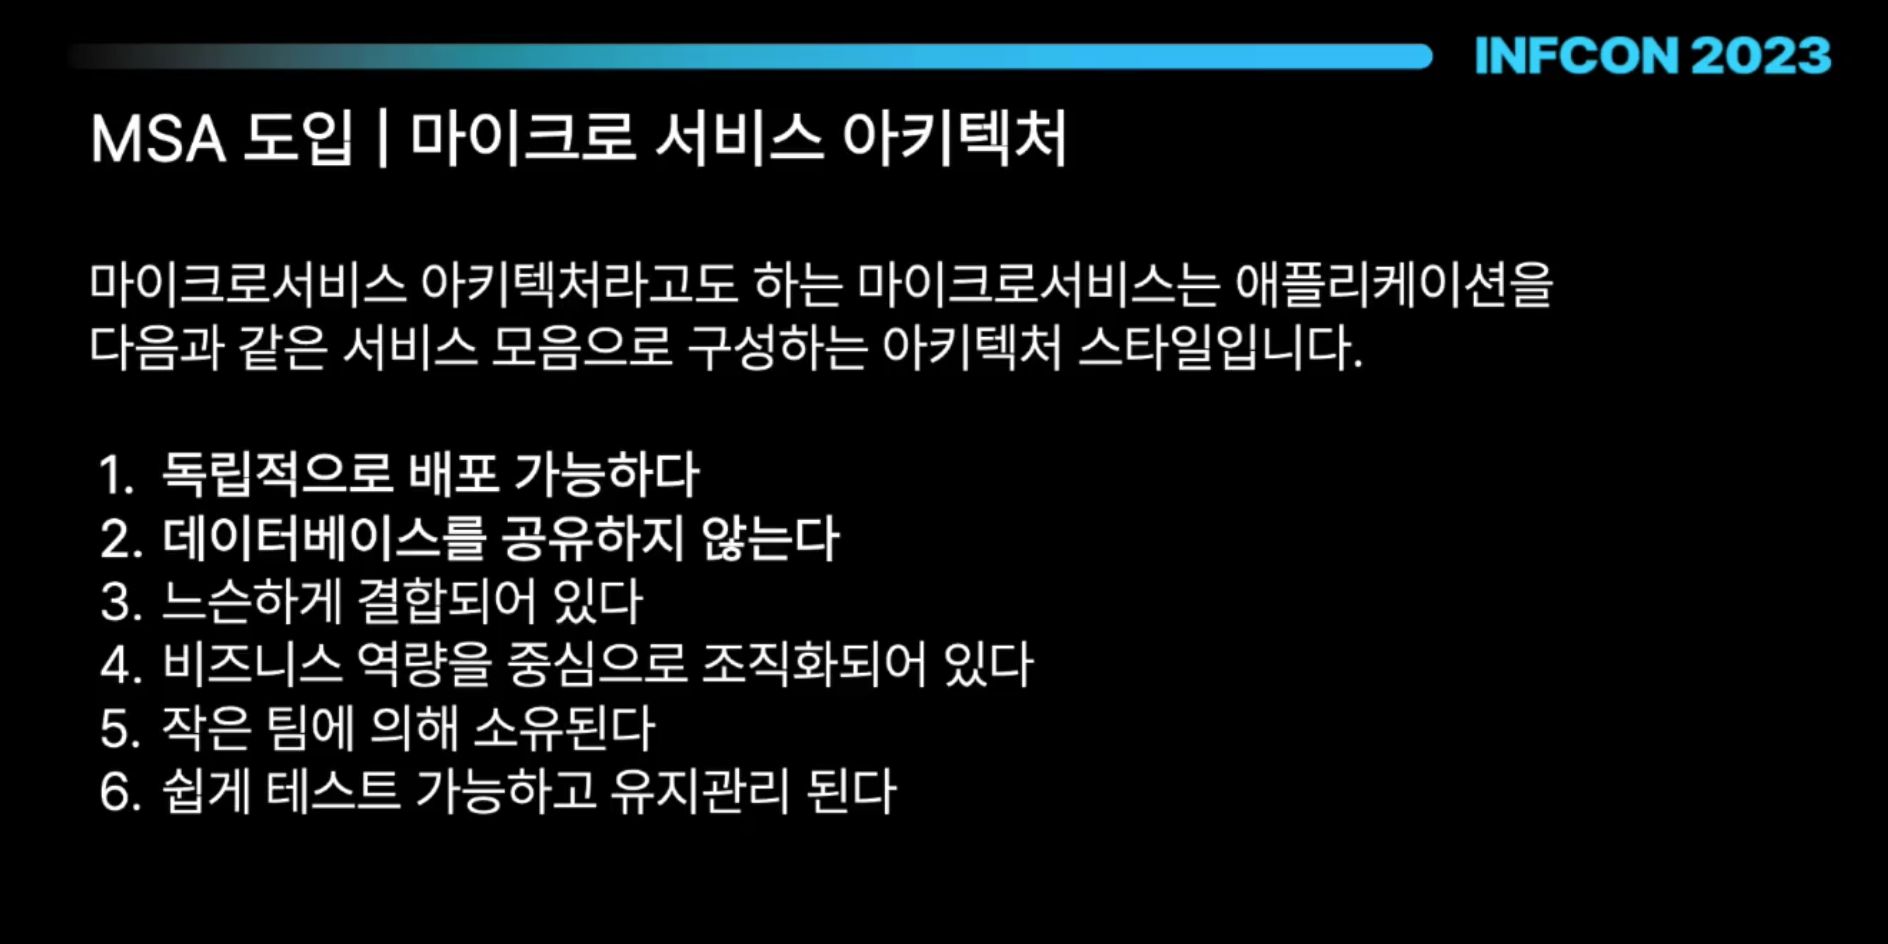 INFCON 2023
MSA 도입 | 마이크로 서비스 아키텍처
마이크로서비스 아키텍처라고도 하는 마이크로서비스는 애플리케이션을
다음과 같은 서비스 모음으로 구성하는 아키텍처 스타일입니다.
1. 독립적으로 배포 가능하다
2. 데이터베이스를 공유하지 않는다
3. 느슨하게 결합되어 있다
4. 비즈니스 역량을 중심으로 조직화되어 있다
5. 작은 팀에 의해 소유된다
6. 쉽게 테스트 가능하고 유지관리 된다